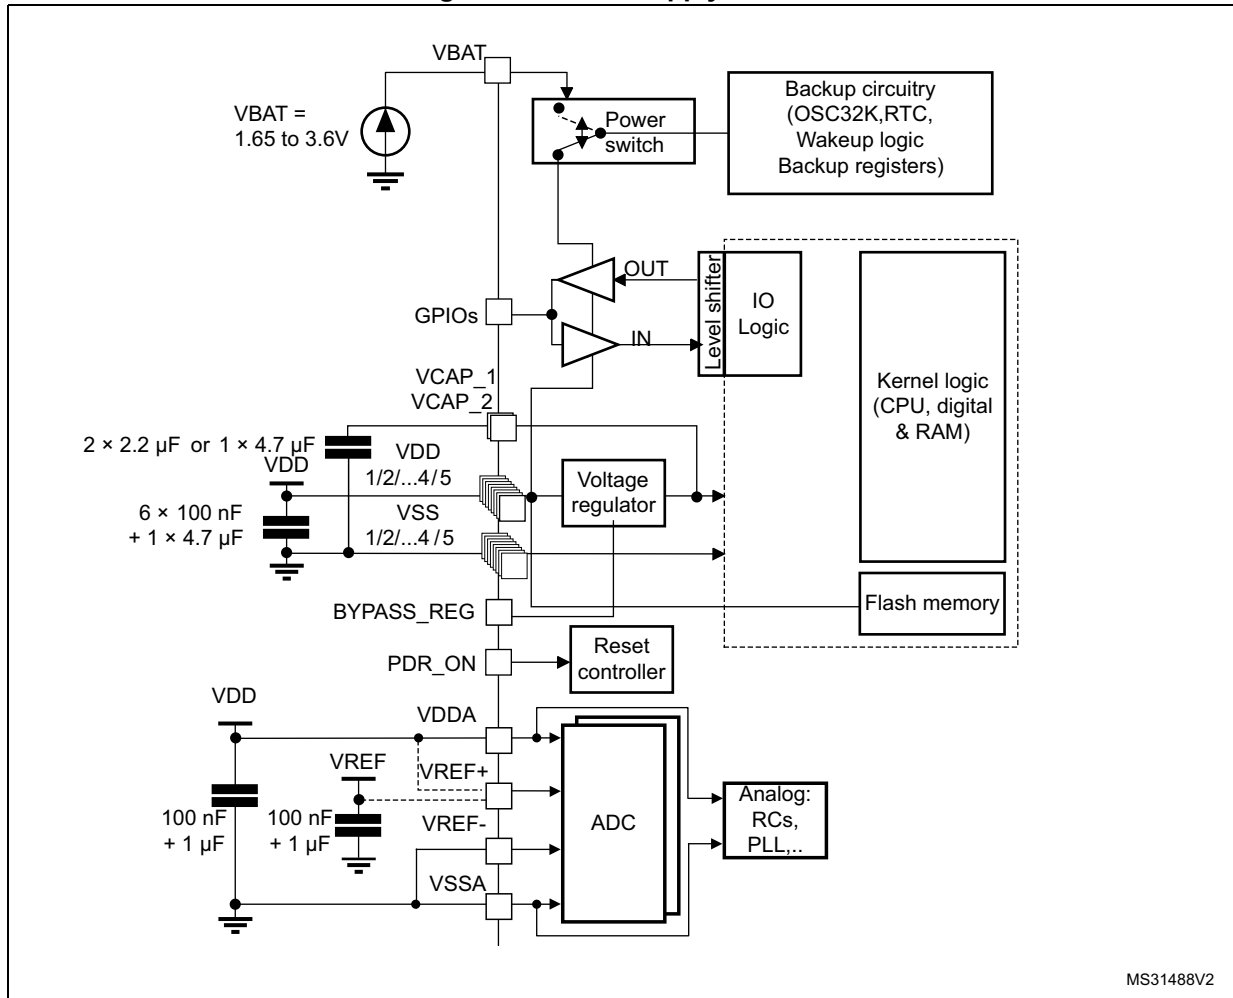 VBAT
VBAT =
1.65 to 3.6V
Power
switch
Backup circuitry
(OSC32K,RTC,
Wakeup logic
Backup registers)
OUT
GPIOs
IN
Level shifter
IO
Logic
Kernel logic
(CPU, digital
& RAM)
VCAP_1
VCAP_2
2 × 2.2 µF or 1 × 4.7 µF
VDD
VDD
1/2/...4/5
Voltage
regulator
6 × 100 nF
+ 1 × 4.7 µF
VSS
1/2/...4/5
BYPASS_REG
Flash memory
PDR_ON
Reset
controller
VDD
VDDA
VREF
VREF+
100 nF
+ 1 µF
100 nF
+ 1 µF
VREF-
ADC
Analog:
RCs,
PLL,..
VSSA
MS31488V2